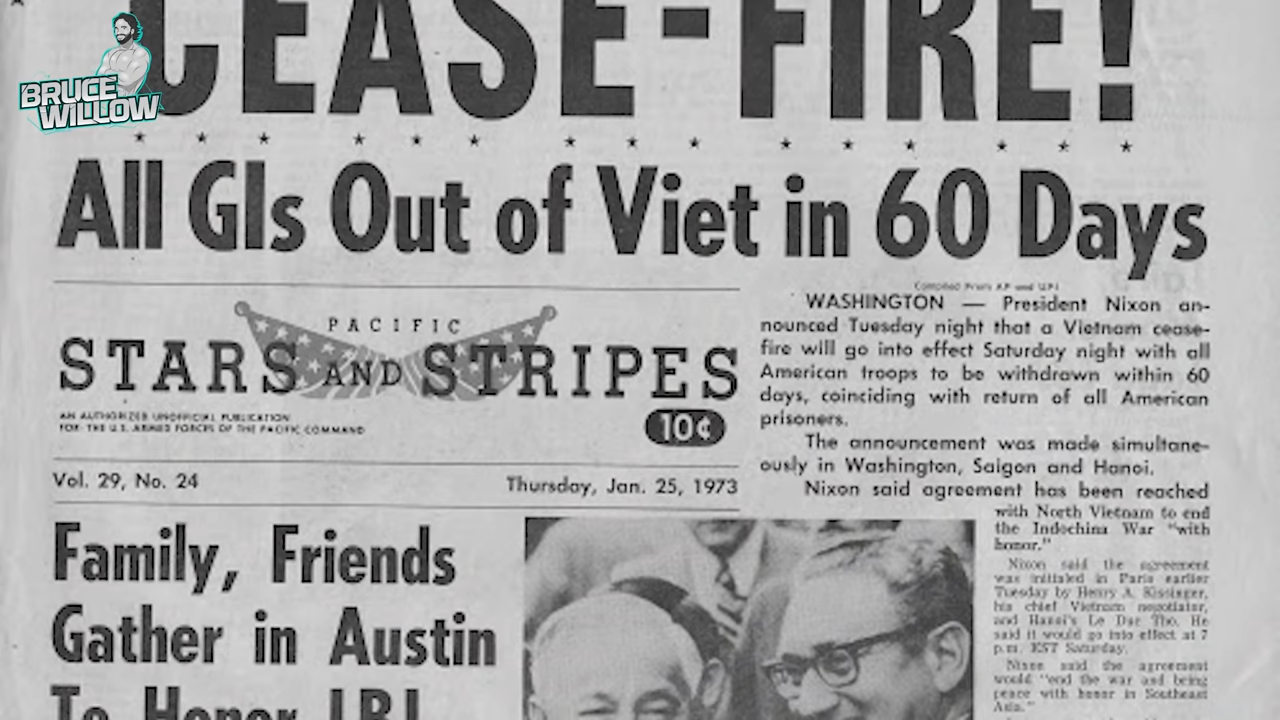 BRUCE
WILLOW
CEASE-FIRE!
All GIs Out of Viet in 60 Days
PACIFIC
STARS AND STRIPES
AN AUTHORIZED UNOFFICIAL PUBLICATION
FOR THE U.S. ARMED FORCES OF THE PACIFIC COMMAND
10¢
Vol. 29, No. 24
Thursday, Jan. 25, 1973
Compiled From AP and UPI
WASHINGTON — President Nixon an-
nounced Tuesday night that a Vietnam cease-
fire will go into effect Saturday night with all
American troops to be withdrawn within 60
days, coinciding with return of all American
prisoners.
The announcement was made simultane-
ously in Washington, Saigon and Hanoi.
Nixon said agreement has been reached
with North Vietnam to end
the Indochina War "with
honor."
Nixon said the agreement
was initialed in Paris earlier
Tuesday by Henry A. Kissinger,
his chief Vietnam negotiator,
and Hanoi's Le Duc Tho. He
said it would go into effect at 7
p.m. EST Saturday.
Nixon said the agreement
would "end the war and bring
peace with honor in Southeast
Asia."
Family, Friends
Gather in Austin
To Honor LBJ